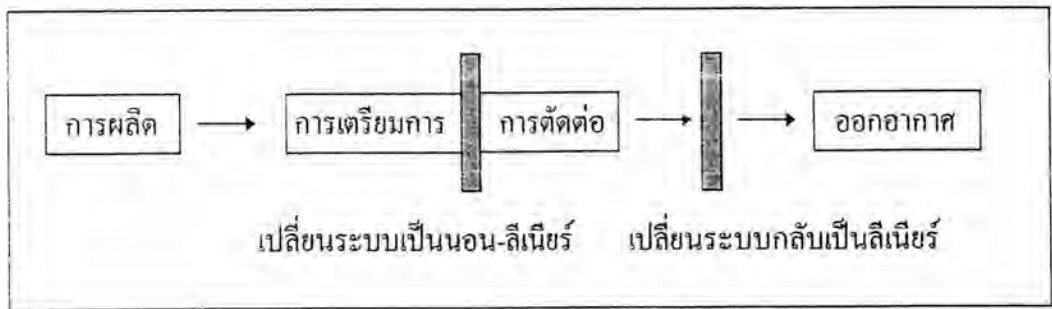 การผลิต การเตรียมการ การตัดต่อ ออกอากาศ
เปลี่ยนระบบเป็นนอน-ลีเนียร์ เปลี่ยนระบบกลับเป็นลีเนียร์